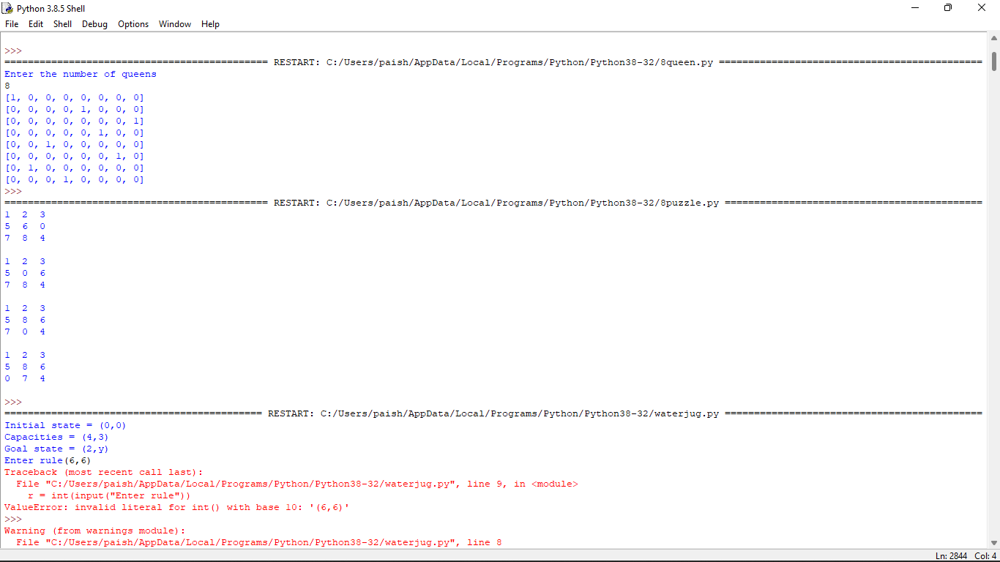 Python 3.8.5 Shell
File Edit Shell Debug Options Window Help
>>>
============================================= RESTART: C:/Users/paish/AppData/Local/Programs/Python/Python38-32/8queen.py =============================================
Enter the number of queens
8
[1, 0, 0, 0, 0, 0, 0, 0]
[0, 0, 0, 0, 1, 0, 0, 0]
[0, 0, 0, 0, 0, 0, 0, 1]
[0, 0, 0, 0, 0, 1, 0, 0]
[0, 0, 1, 0, 0, 0, 0, 0]
[0, 0, 0, 0, 0, 0, 1, 0]
[0, 1, 0, 0, 0, 0, 0, 0]
[0, 0, 0, 1, 0, 0, 0, 0]
>>>
============================================= RESTART: C:/Users/paish/AppData/Local/Programs/Python/Python38-32/8puzzle.py ============================================
1 2 3
5 6 0
7 8 4
1 2 3
5 0 6
7 8 4
1 2 3
5 8 6
7 0 4
1 2 3
5 8 6
0 7 4
>>>
============================================ RESTART: C:/Users/paish/AppData/Local/Programs/Python/Python38-32/waterjug.py ============================================
Initial state = (0,0)
Capacities = (4,3)
Goal state = (2,y)
Enter rule(6,6)
Traceback (most recent call last):
File "C:/Users/paish/AppData/Local/Programs/Python/Python38-32/waterjug.py", line 9, in <module>
r = int(input("Enter rule"))
ValueError: invalid literal for int() with base 10: '(6,6)'
>>>
Warning (from warnings module):
File "C:/Users/paish/AppData/Local/Programs/Python/Python38-32/waterjug.py", line 8
Ln: 2844 Col: 4